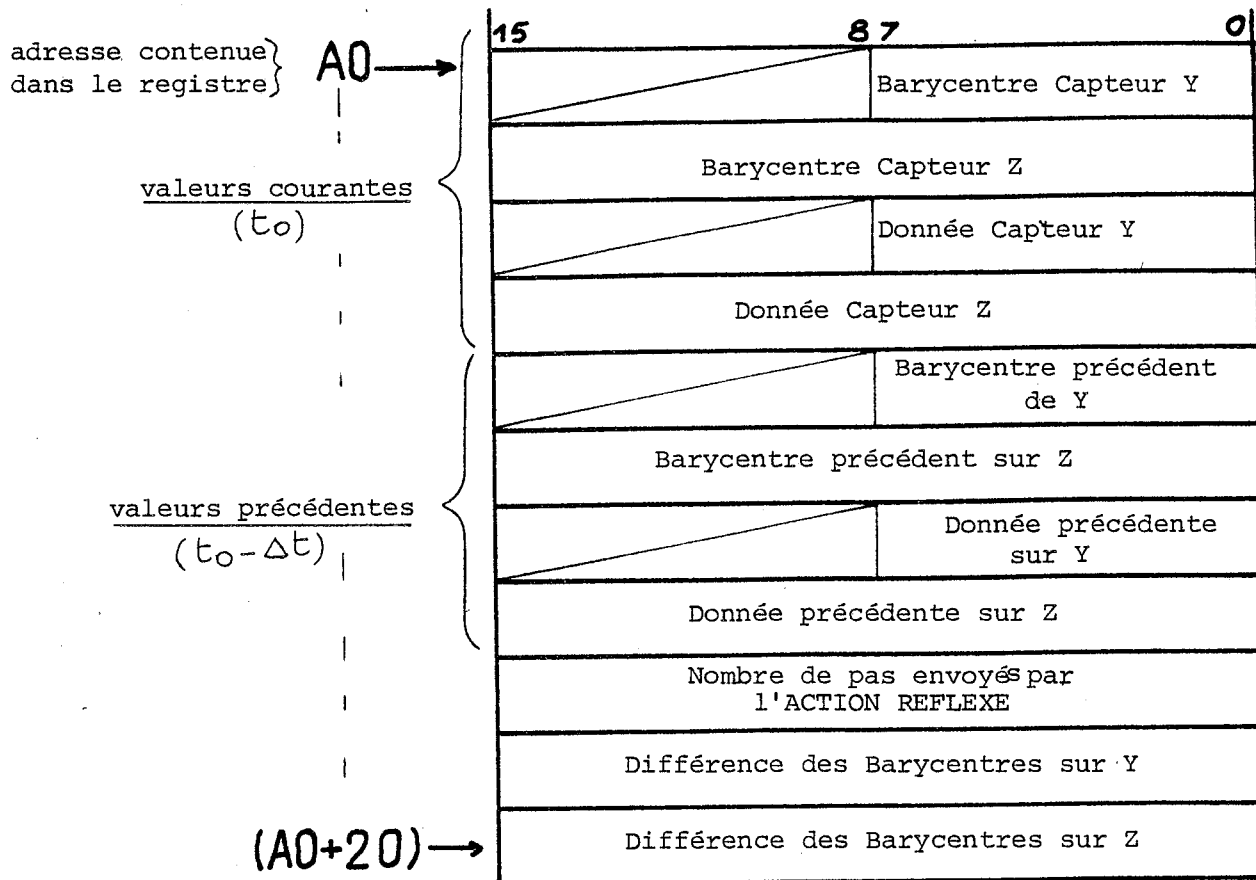 15 8 7 0
adresse contenue
dans le registre
A0
Barycentre Capteur Y
Barycentre Capteur Z
valeurs courantes
(to)
Donnée Capteur Y
Donnée Capteur Z
Barycentre précédent
de Y
Barycentre précédent sur Z
valeurs précédentes
(to-Δt)
Donnée précédente
sur Y
Donnée précédente sur Z
Nombre de pas envoyés par
l'ACTION REFLEXE
Différence des Barycentres sur Y
(A0+20)
Différence des Barycentres sur Z